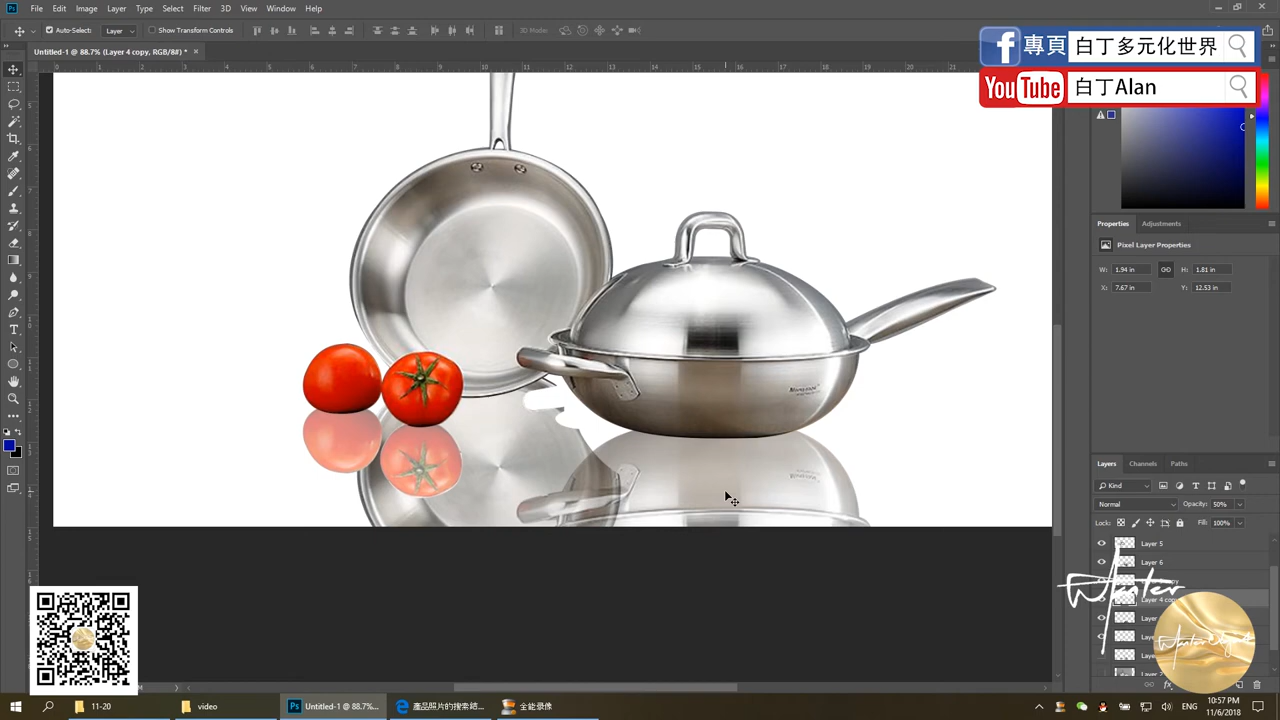 File Edit Image Layer Type Select Filter 3D View Window Help
Auto-Select: Layer Show Transform Controls 3D Mode:
專頁 白丁多元化世界
Untitled-1 @ 88.7% (Layer 4 copy, RGB/8#) *
YouTube 白丁Alan
Properties Adjustments
Pixel Layer Properties
W: 1.94 in GO H: 1.81 in
X: 7.67 in Y: 12.53 in
Layers Channels Paths
Kind
Normal Opacity: 50%
Lock: Fill: 100%
Layer 5
Layer 6
Layer 4 copy
Winter
11-20 video Untitled-1 @ 88.7%... 產品照片的搜索結... 全能录像
10:57 PM
11/6/2018